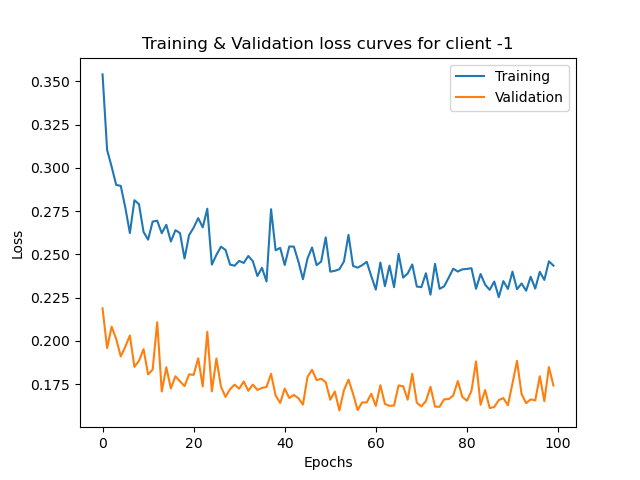 Training & Validation loss curves for client -1
Training
Validation
0.350
0.325
0.300
0.275
0.250
0.225
0.200
0.175
Loss
0 20 40 60 80 100
Epochs